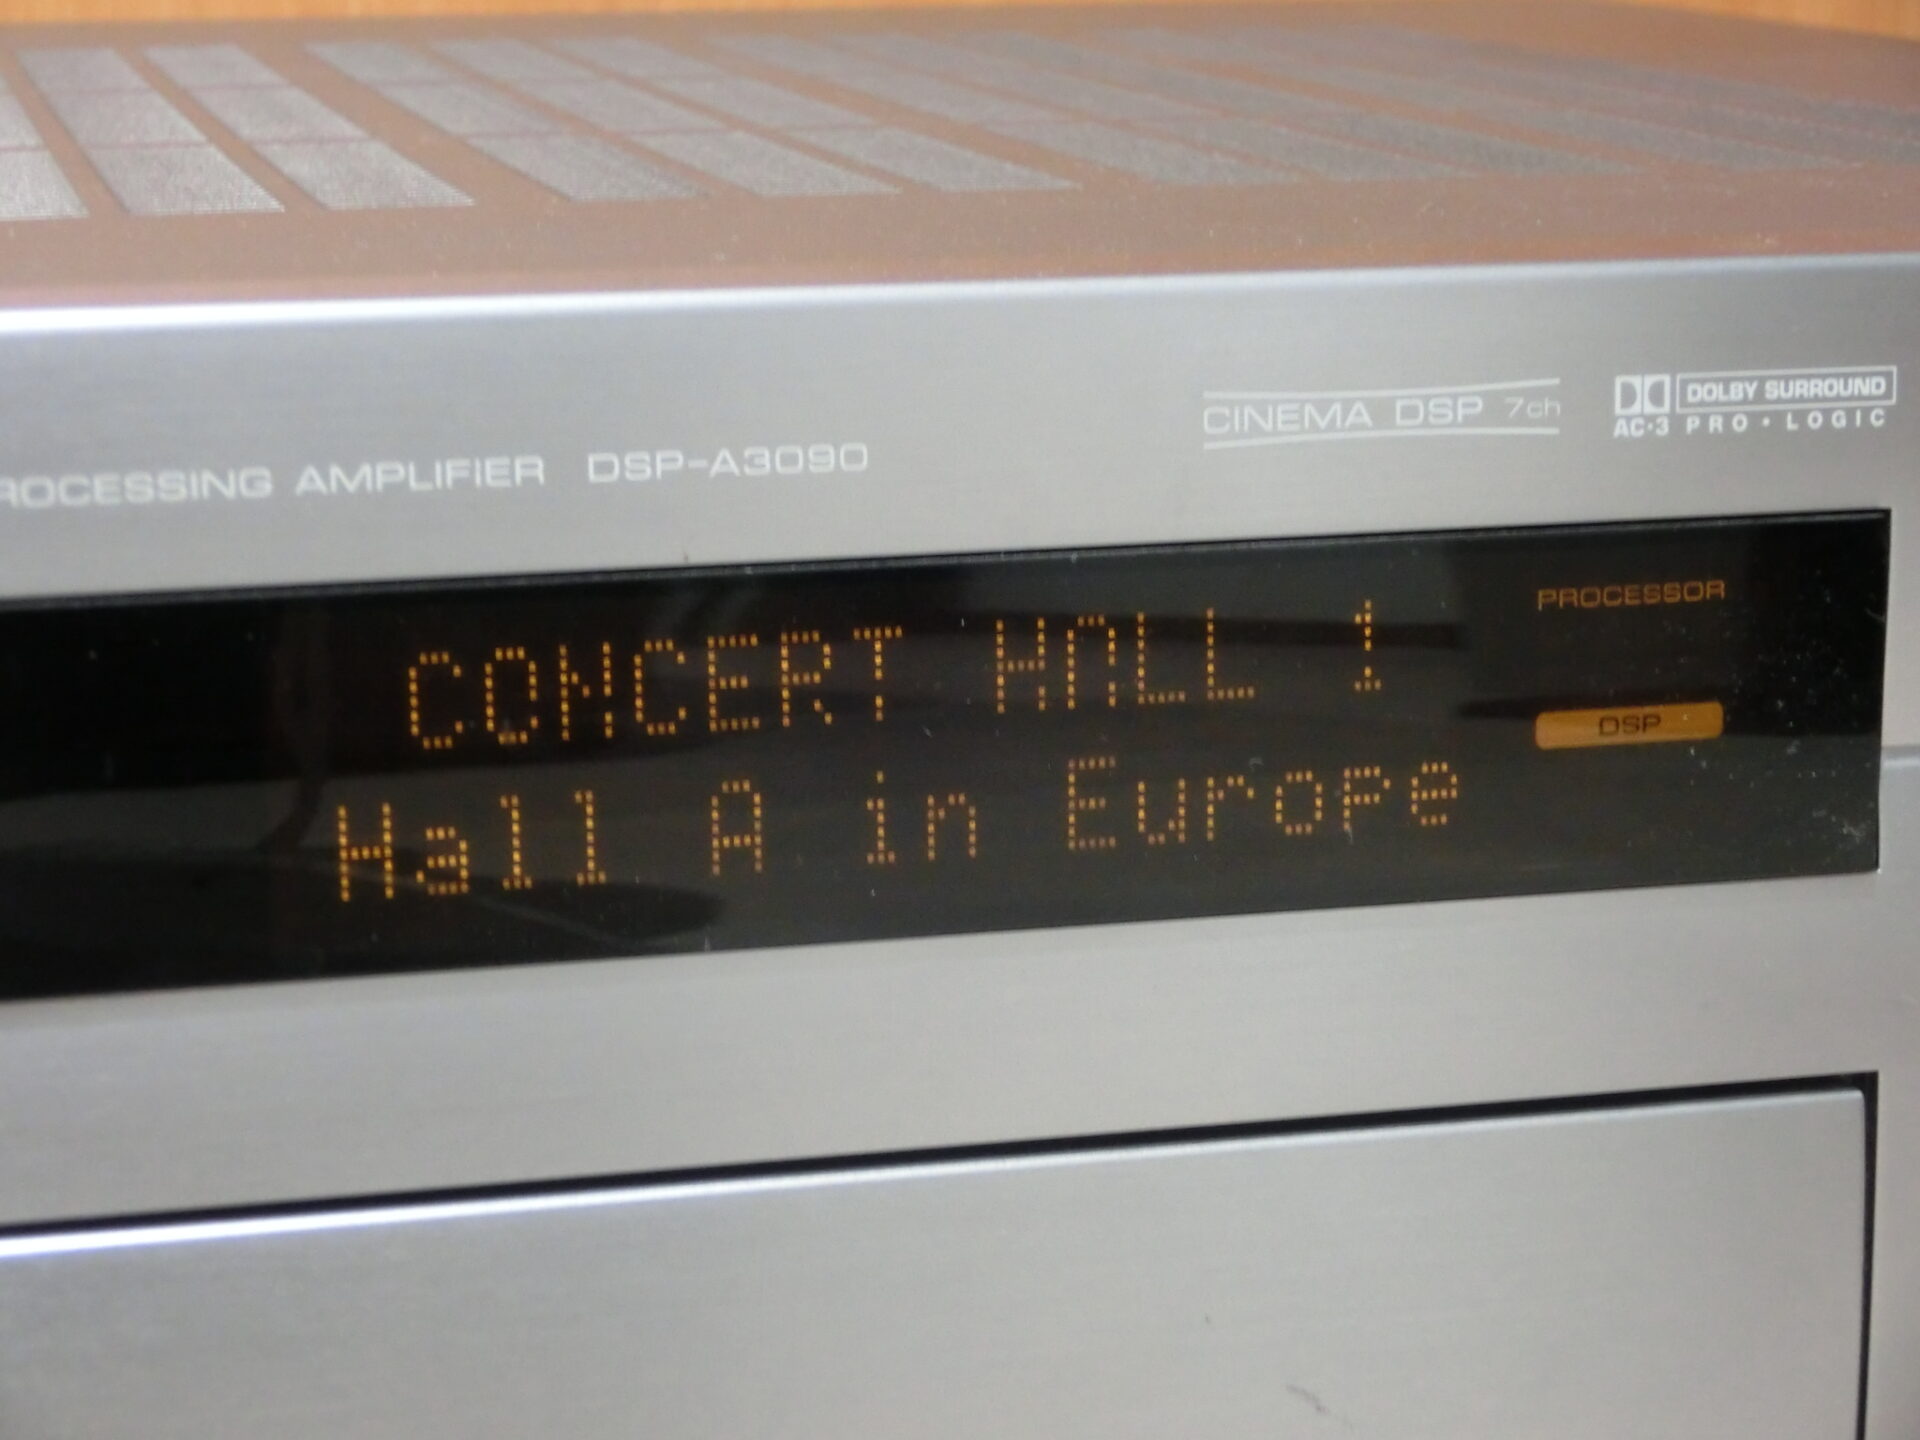 ROCESSING AMPLIFIER DSP-A3090
CINEMA DSP 7ch
DOLBY SURROUND
AC·3 PRO·LOGIC
PROCESSOR
DSP
CONCERT HALL 1
Hall A in Europe